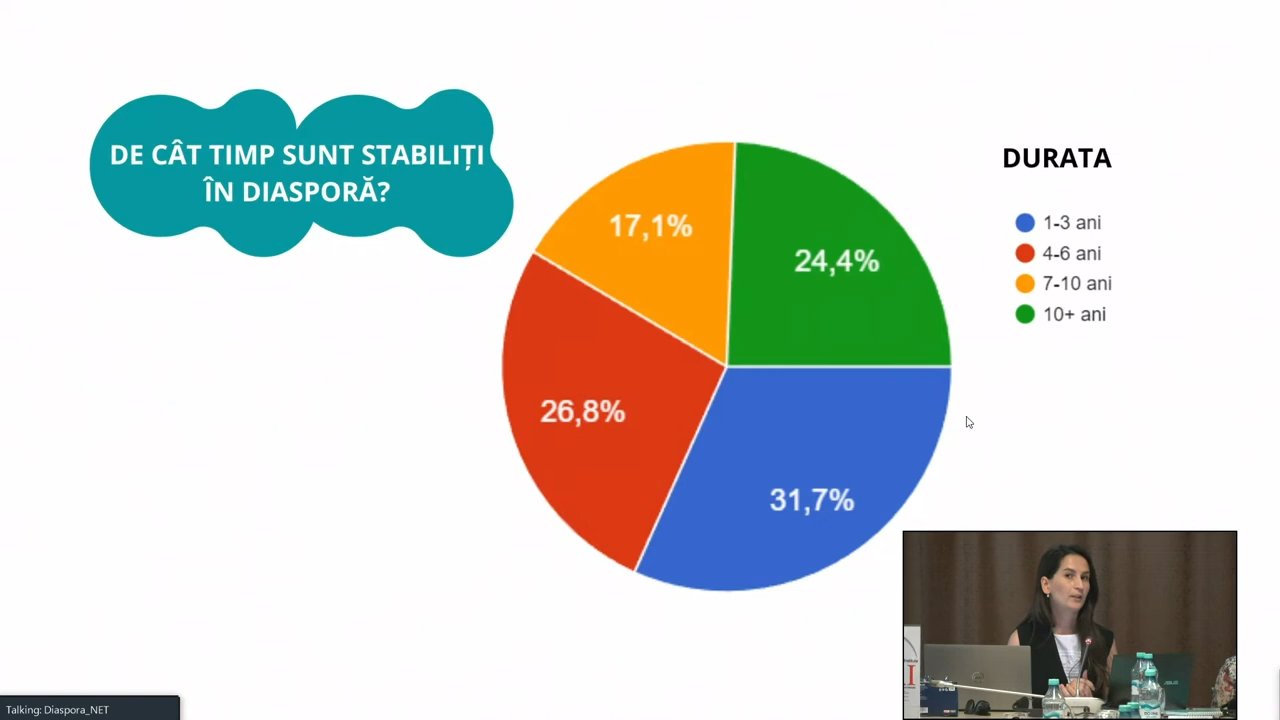 DE CÂT TIMP SUNT STABILIȚI
ÎN DIASPORĂ?
DURATA
1-3 ani
4-6 ani
7-10 ani
10+ ani
17,1%
24,4%
26,8%
31,7%
Talking: Diaspora_NET